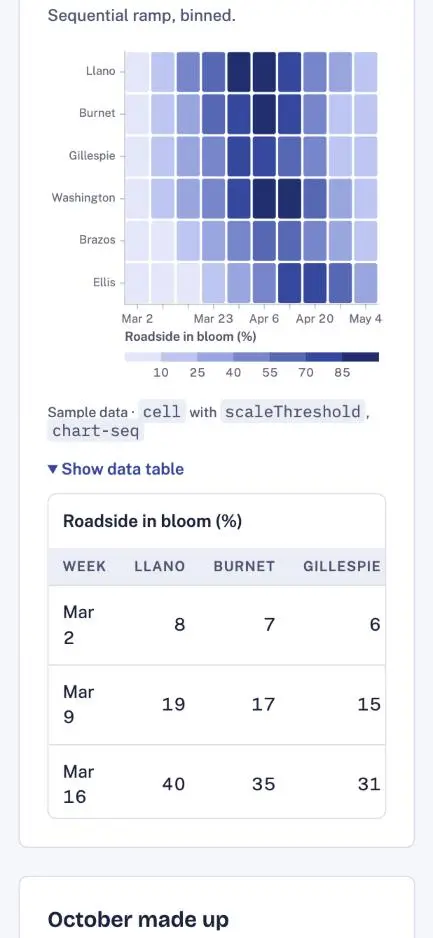 Sequential ramp, binned.
Llano
Burnet
Gillespie
Washington
Brazos
Ellis
Mar 2 Mar 23 Apr 6 Apr 20 May 4
Roadside in bloom (%)
10 25 40 55 70 85
Sample data · cell with scaleThreshold,
chart-seq
▼ Show data table
Roadside in bloom (%)
WEEK LLANO BURNET GILLESPIE
Mar
2 8 7 6
Mar
9 19 17 15
Mar
16 40 35 31
October made up